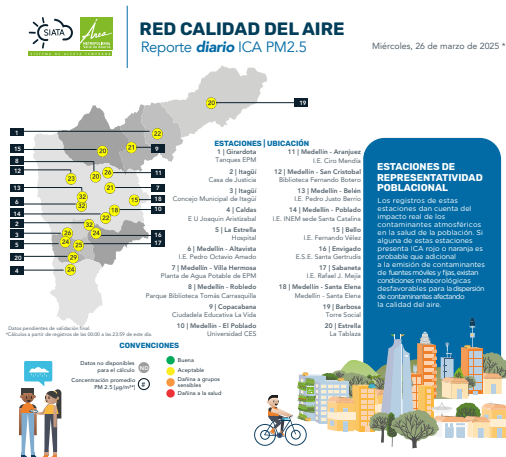 SIATA
Área
METROPOLITANA
Valle de Aburrá
RED CALIDAD DEL AIRE
Reporte diario ICA PM2.5
Miércoles, 26 de marzo de 2025 *
20
19
1
22
15
20
21
9
8
12
23
20
26
11
13
7
32
15
18
6
32
18
10
14
22
2
32
26
24
16
3
24
25
17
5
20
29
4
24
ESTACIONES | UBICACIÓN
1 | Girardota
Tanques EPM
2 | Itagüí
Casa de Justicia
3 | Itagüí
Concejo Municipal de Itagüí
4 | Caldas
E U Joaquín Aristizabal
5 | La Estrella
Hospital
6 | Medellín - Altavista
I.E. Pedro Octavio Amado
7 | Medellín - Villa Hermosa
Planta de Agua Potable de EPM
8 | Medellín - Robledo
Parque Biblioteca Tomás Carrasquilla
9 | Copacabana
Ciudadela Educativa La Vida
10 | Medellín - El Poblado
Universidad CES
11 | Medellín - Aranjuez
I.E. Ciro Mendía
12 | Medellín - San Cristobal
Biblioteca Fernando Botero
13 | Medellín - Belén
I.E. Pedro Justo Berrio
14 | Medellín - Poblado
I.E. INEM sede Santa Catalina
15 | Bello
I.E. Fernando Vélez
16 | Envigado
E.S.E. Santa Gertrudis
17 | Sabaneta
I.E. Rafael J. Mejía
18 | Medellín - Santa Elena
Medellín - Santa Elena
19 | Barbosa
Torre Social
20 | Estrella
La Tablaza
ESTACIONES DE
REPRESENTATIVIDAD
POBLACIONAL
Los registros de estas
estaciones dan cuenta del
impacto real de los
contaminantes atmosféricos
en la salud de la población. Si
alguna de estas estaciones
presenta ICA rojo o naranja es
probable que adicional
a la emisión de contaminantes
de fuentes móviles y fijas, existan
condiciones meteorológicas
desfavorables para la dispersión
de contaminantes afectando
la calidad del aire.
Datos pendientes de validación final.
*Cálculos a partir de registros de las 00:00 a las 23:59 de este día.
CONVENCIONES
Datos no disponibles
para el cálculo
ND
Concentración promedio
PM 2.5 (µg/m³*)
#
Buena
Aceptable
Dañina a grupos
sensibles
Dañina a la salud